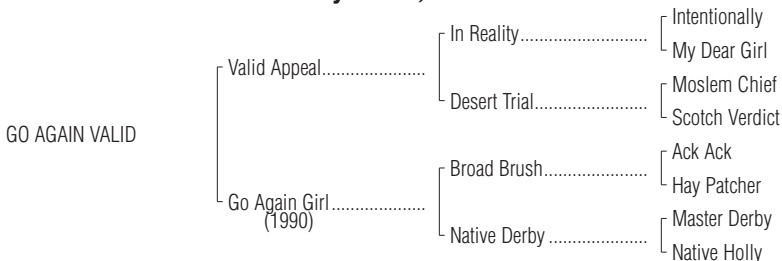 Intentionally
In Reality
My Dear Girl
Valid Appeal
Moslem Chief
Desert Trial
Scotch Verdict
GO AGAIN VALID
Ack Ack
Broad Brush
Hay Patcher
Go Again Girl
(1990)
Master Derby
Native Derby
Native Holly